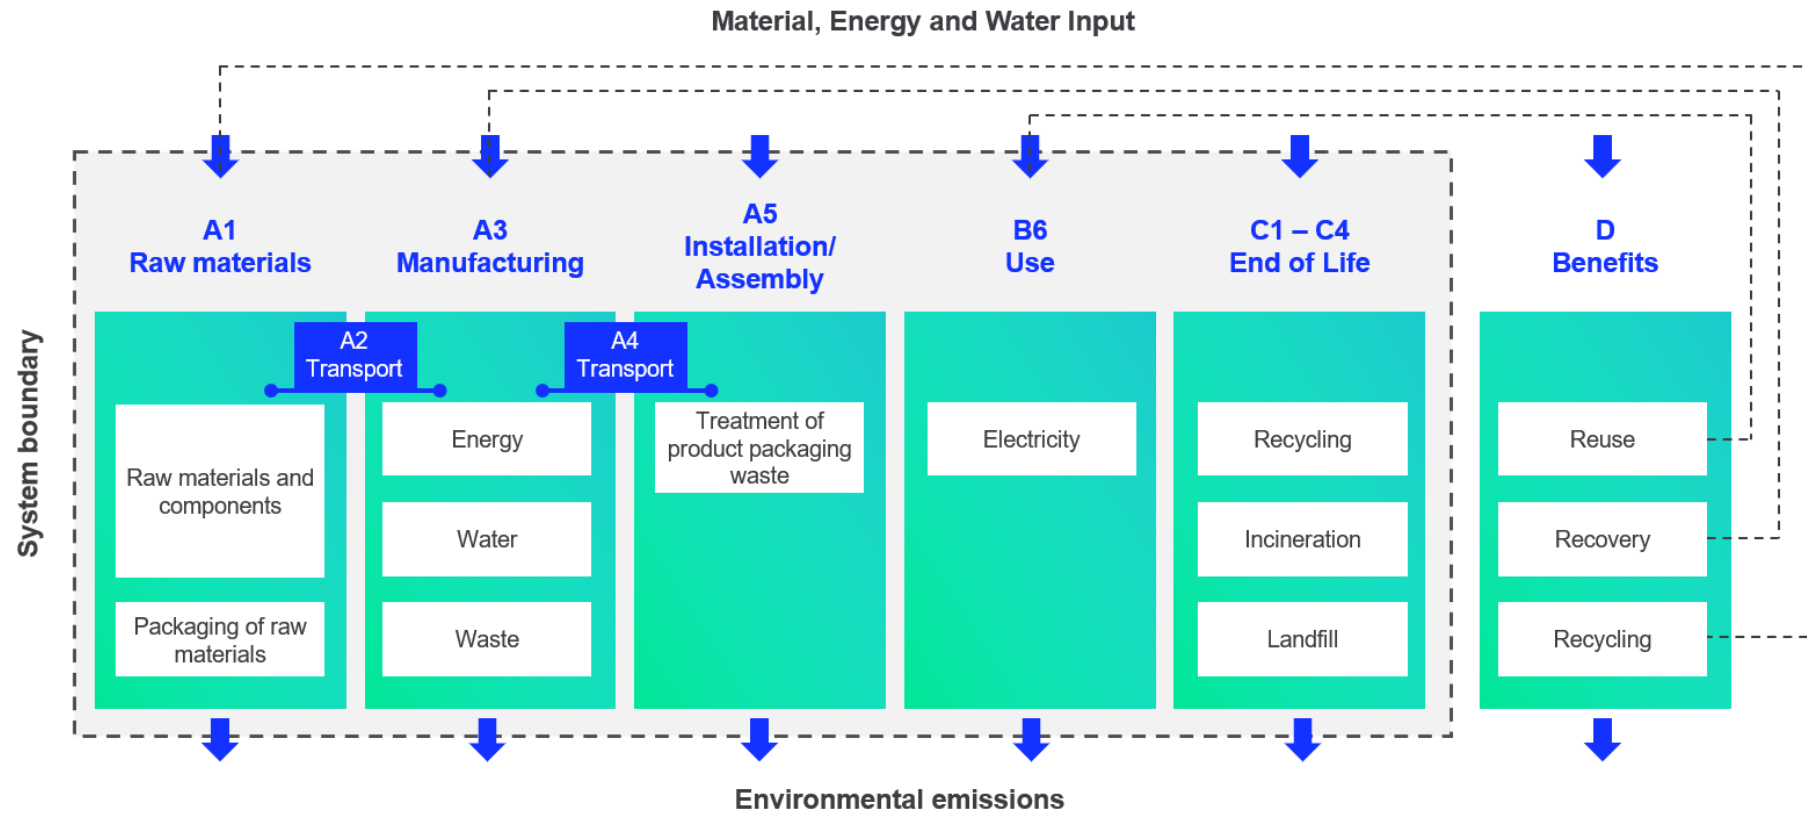 Material, Energy and Water Input
System boundary
A1
Raw materials
A3
Manufacturing
A5
Installation/
Assembly
B6
Use
C1 – C4
End of Life
D
Benefits
A2
Transport
A4
Transport
Raw materials and
components
Packaging of raw
materials
Energy
Water
Waste
Treatment of
product packaging
waste
Electricity
Recycling
Incineration
Landfill
Reuse
Recovery
Recycling
Environmental emissions